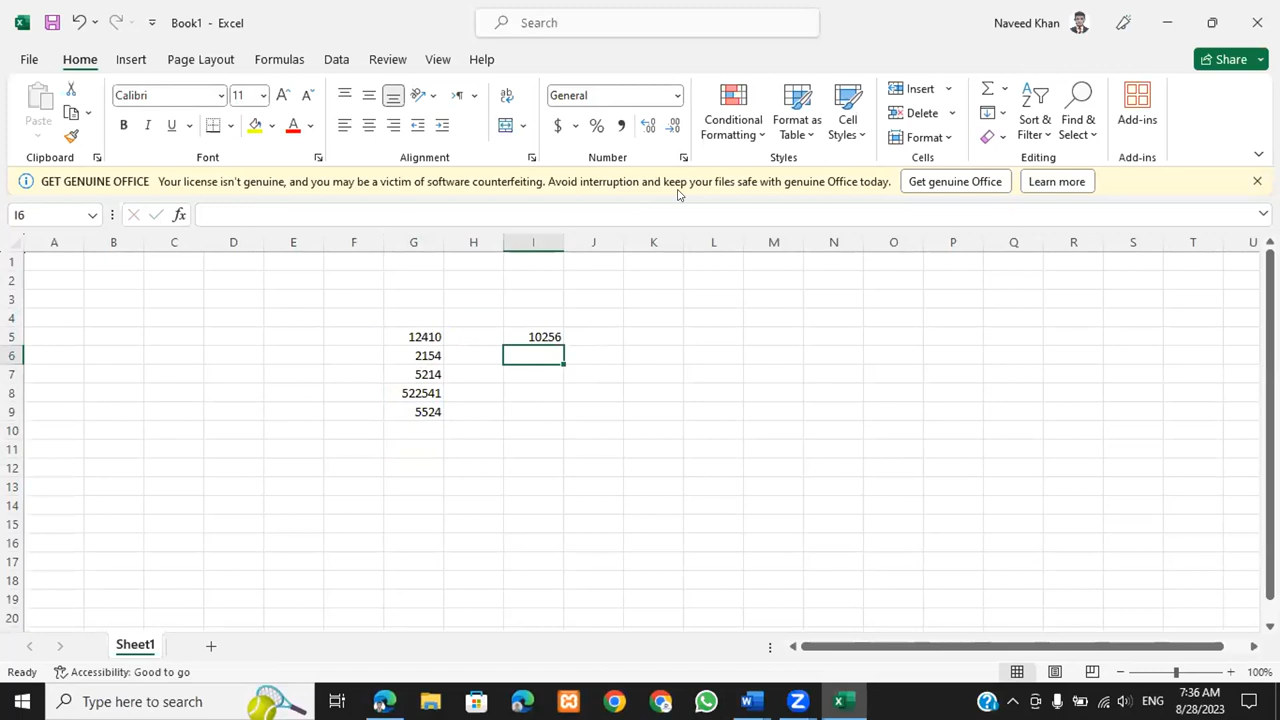 Book1 - Excel
Search
Naveed Khan
File Home Insert Page Layout Formulas Data Review View Help
Share
Paste
Clipboard
Calibri 11
B I U A
Font
ab
Alignment
General
$ % 9
Number
Conditional Formatting
Format as Table
Cell Styles
Styles
Insert
Delete
Format
Cells
Sort & Filter
Find & Select
Editing
Add-ins
Add-ins
GET GENUINE OFFICE Your license isn't genuine, and you may be a victim of software counterfeiting. Avoid interruption and keep your files safe with genuine Office today. Get genuine Office Learn more
I6 fx
A B C D E F G H I J K L M N O P Q R S T U
1
2
3
4
5 12410 10256
6 2154
7 5214
8 522541
9 5524
10
11
12
13
14
15
16
17
18
19
20
Sheet1
Ready Accessibility: Good to go 100%
Type here to search
ENG
7:36 AM
8/28/2023